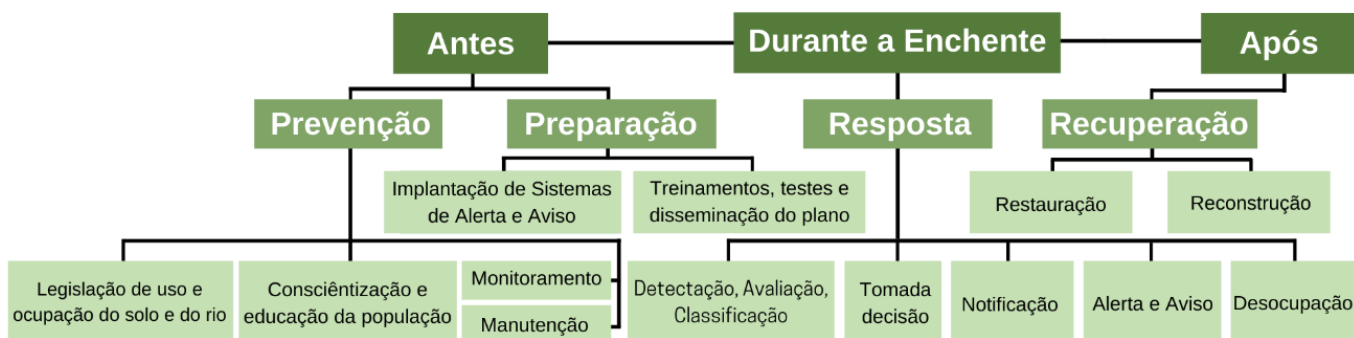 Antes
Durante a Enchente
Após
Prevenção
Preparação
Resposta
Recuperação
Implantação de Sistemas
de Alerta e Aviso
Treinamentos, testes e
disseminação do plano
Restauração
Reconstrução
Legislação de uso e
ocupação do solo e do rio
Consciêntização e
educação da população
Monitoramento
Manutenção
Detectação, Avaliação,
Classificação
Tomada
decisão
Notificação
Alerta e Aviso
Desocupação